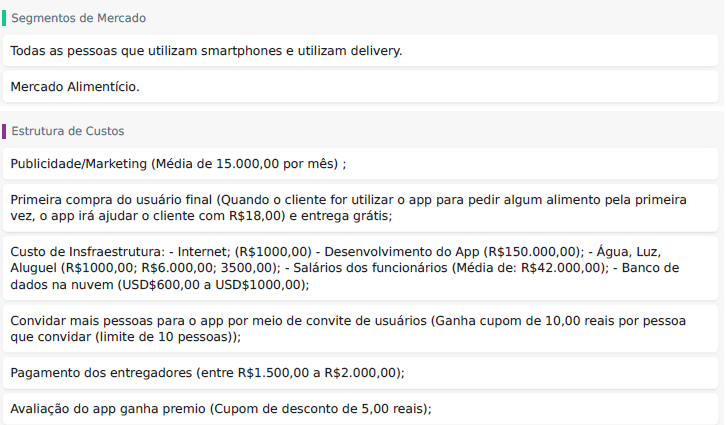 Segmentos de Mercado
Todas as pessoas que utilizam smartphones e utilizam delivery.
Mercado Alimentício.
Estrutura de Custos
Publicidade/Marketing (Média de 15.000,00 por mês) ;
Primeira compra do usuário final (Quando o cliente for utilizar o app para pedir algum alimento pela primeira
vez, o app irá ajudar o cliente com R$18,00) e entrega grátis;
Custo de Insfraestrutura: - Internet; (R$1000,00) - Desenvolvimento do App (R$150.000,00); - Água, Luz,
Aluguel (R$1000,00; R$6.000,00; 3500,00); - Salários dos funcionários (Média de: R$42.000,00); - Banco de
dados na nuvem (USD$600,00 a USD$1000,00);
Convidar mais pessoas para o app por meio de convite de usuários (Ganha cupom de 10,00 reais por pessoa
que convidar (limite de 10 pessoas));
Pagamento dos entregadores (entre R$1.500,00 a R$2.000,00);
Avaliação do app ganha premio (Cupom de desconto de 5,00 reais);